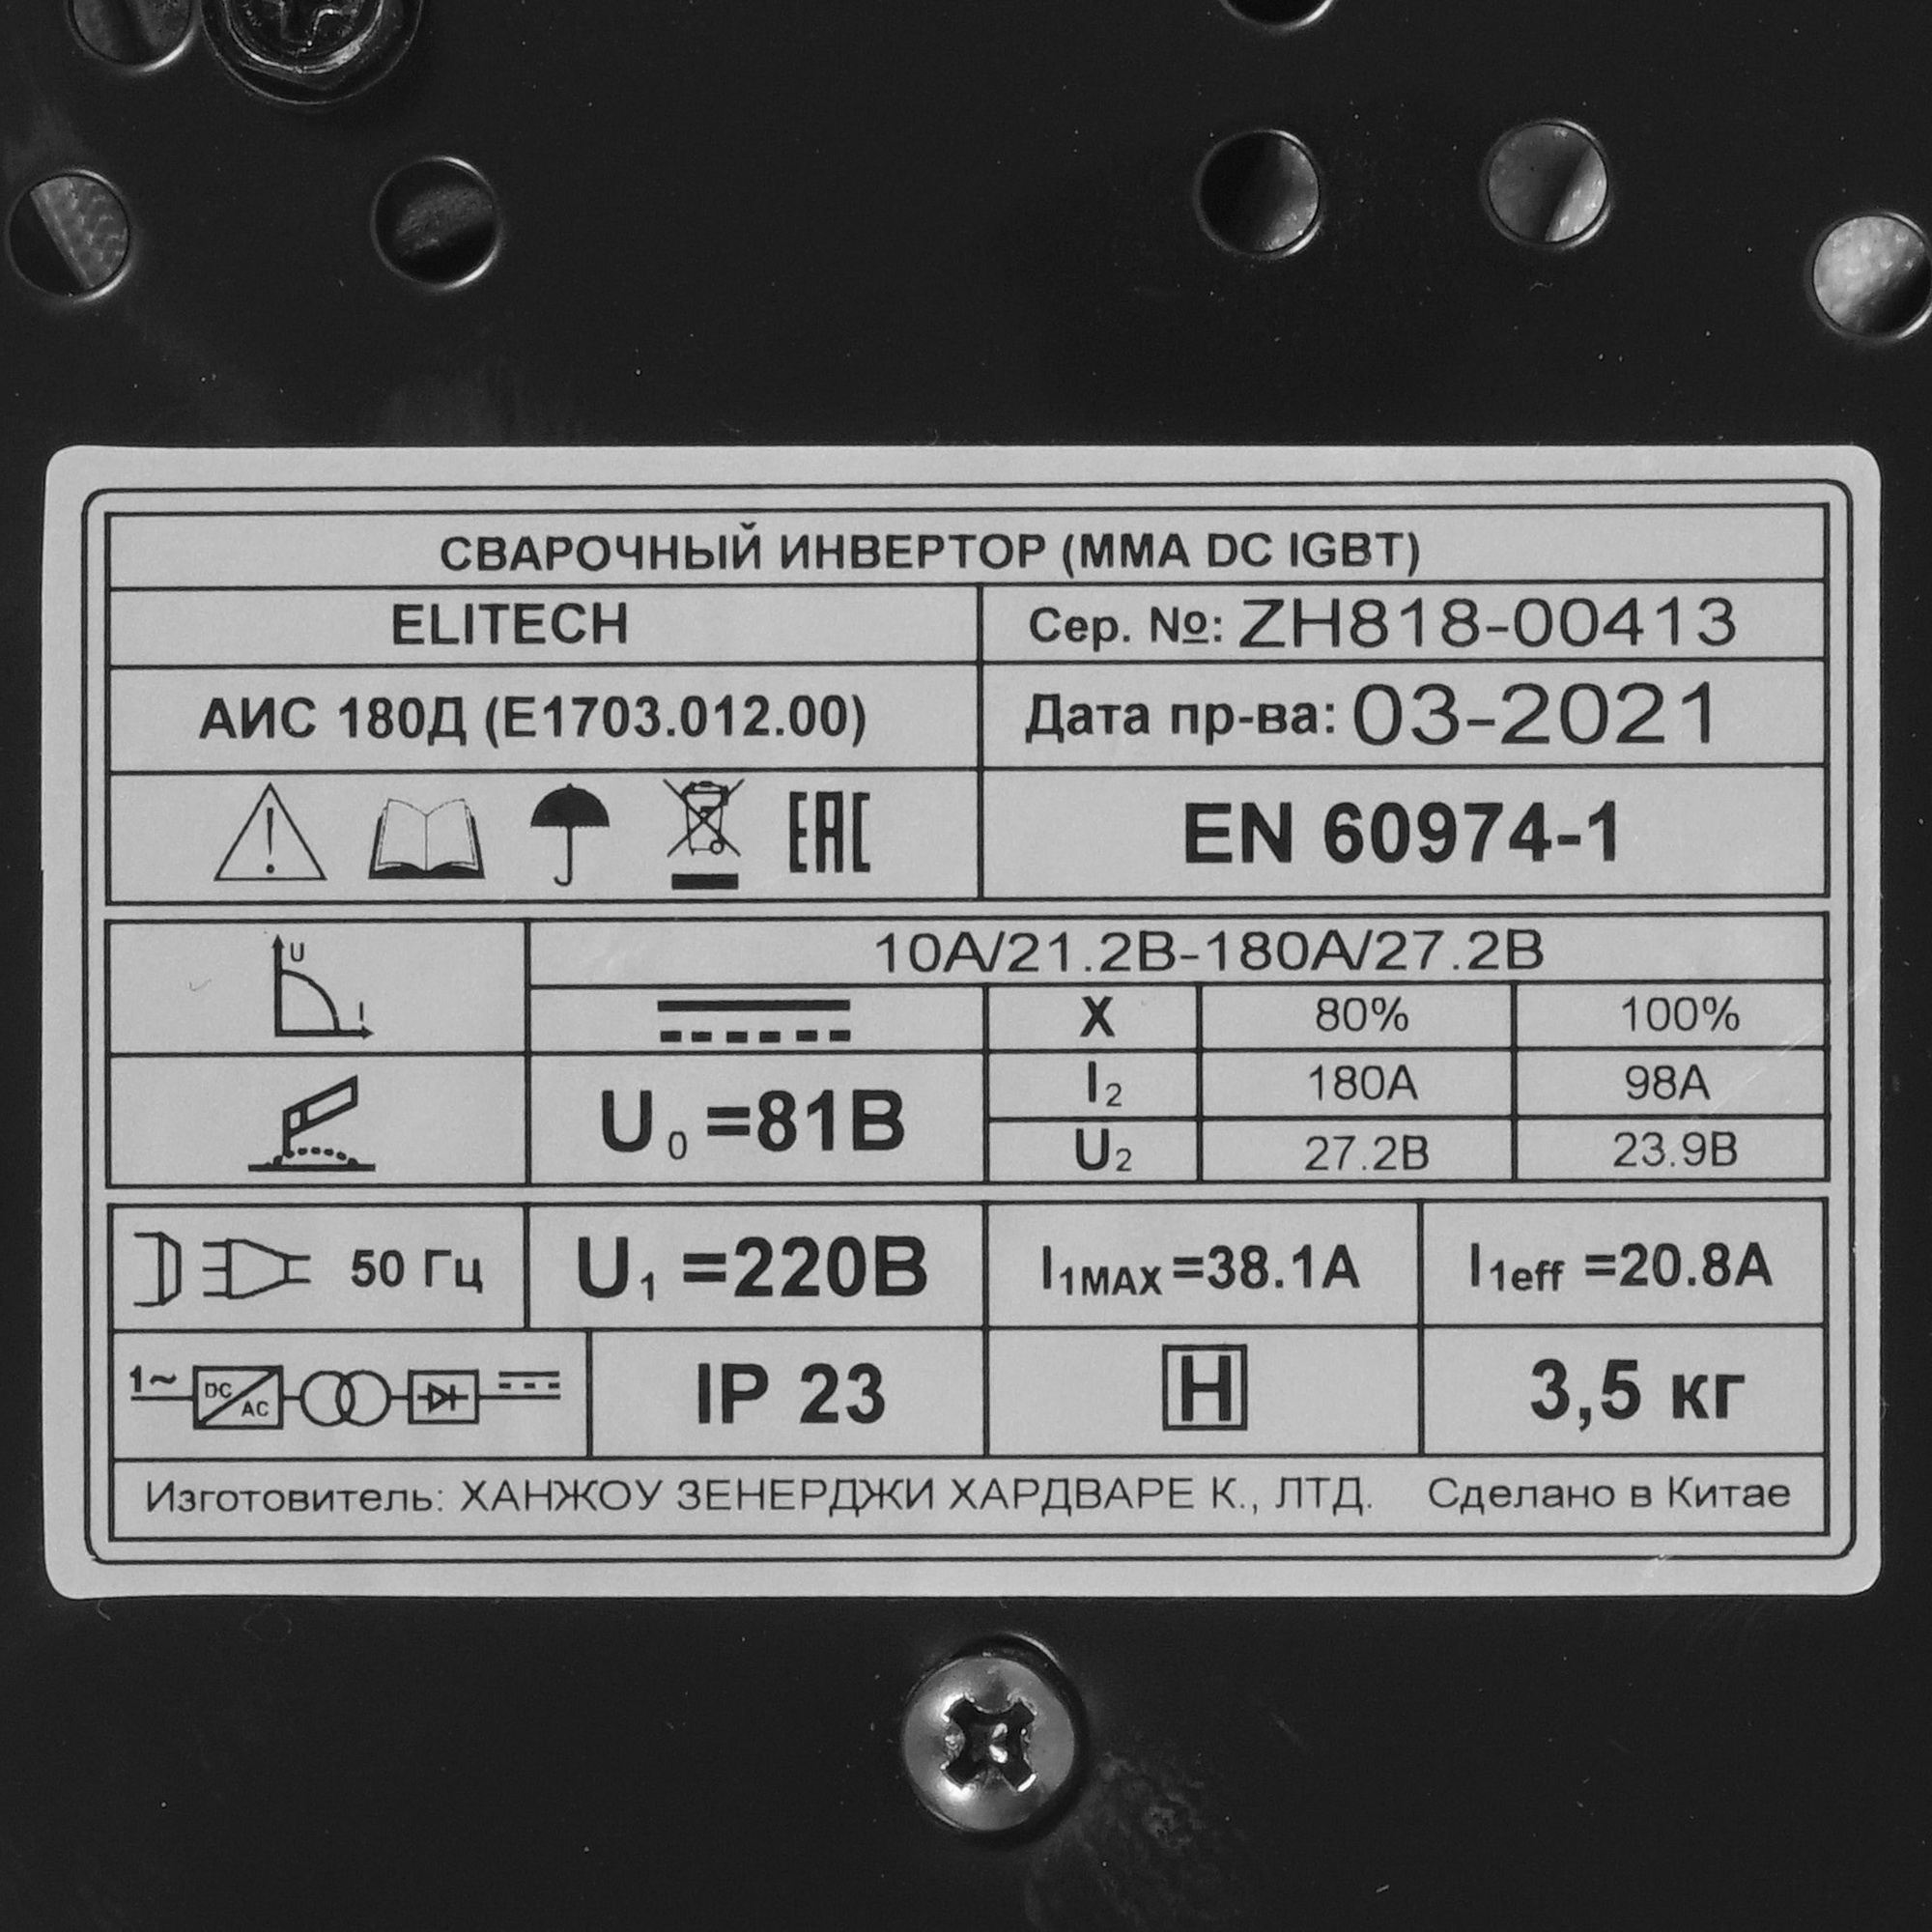 СВАРОЧНЫЙ ИНВЕРТОР (MMA DC IGBT)
ELITECH
Сер. №: ZH818-00413
АИС 180Д (E1703.012.00)
Дата пр-ва: 03-2021
EAC
EN 60974-1
U
I
10A/21.2B-180A/27.2B
X 80% 100%
U0 =81В
I2 180A 98A
U2 27.2B 23.9B
50 Гц
U1 =220В
I1MAX =38.1A
I1eff =20.8A
1~
DC
AC
IP 23
H
3,5 кг
Изготовитель: ХАНЖОУ ЗЕНЕРДЖИ ХАРДВАРЕ К., ЛТД. Сделано в Китае